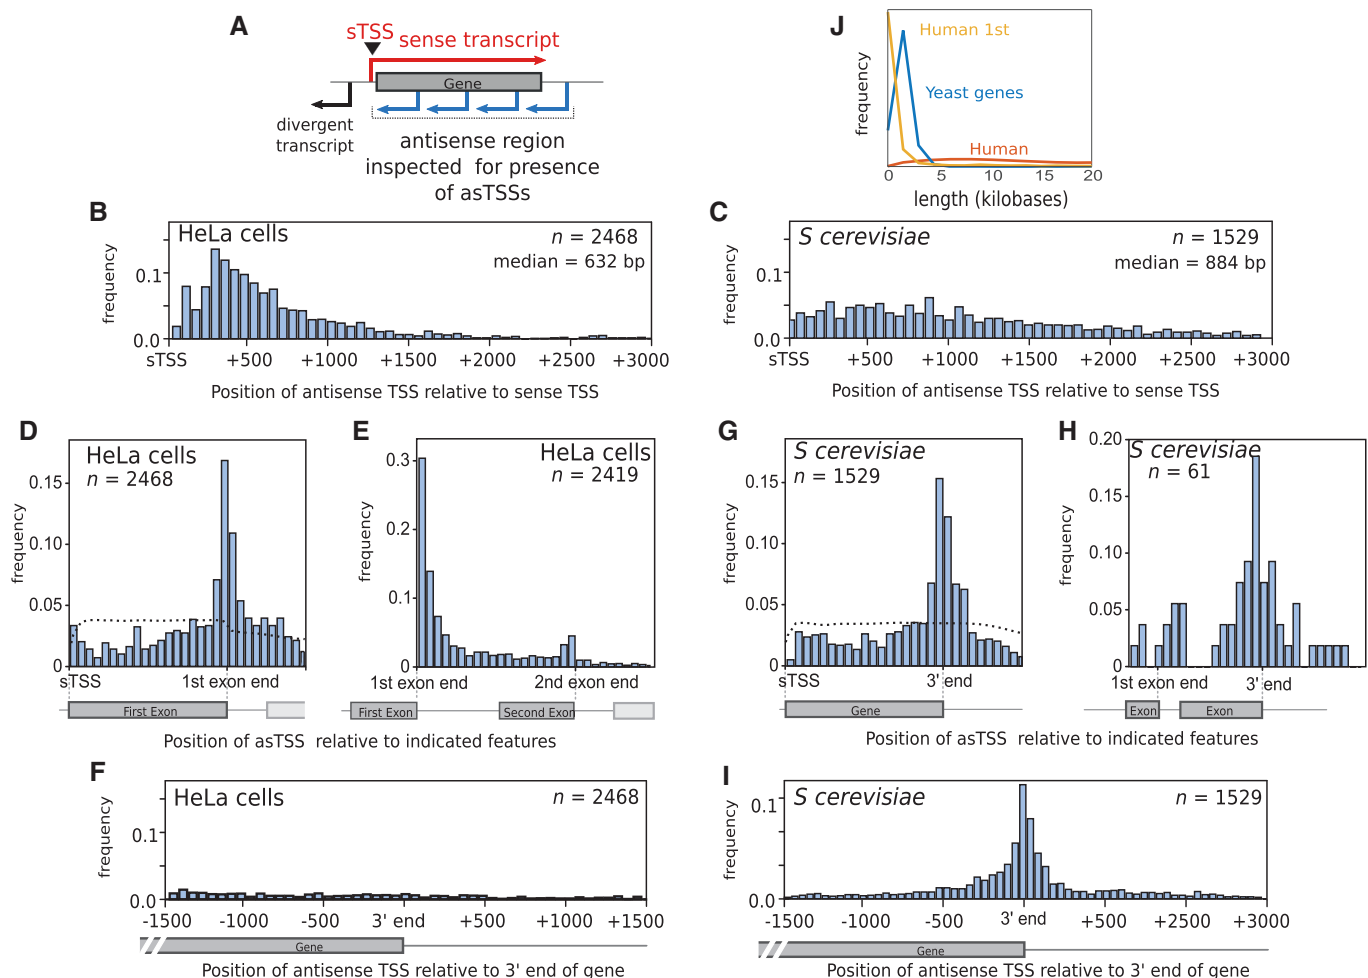 A
sTSS
sense transcript
Gene
divergent
transcript
antisense region
inspected for presence
of asTSSs
J
frequency
Human 1st
Yeast genes
Human
0 5 10 15 20
length (kilobases)
B
frequency
HeLa cells
n = 2468
median = 632 bp
0.1
0.0
sTSS +500 +1000 +1500 +2000 +2500 +3000
Position of antisense TSS relative to sense TSS
C
frequency
S cerevisiae
n = 1529
median = 884 bp
0.1
0.0
sTSS +500 +1000 +1500 +2000 +2500 +3000
Position of antisense TSS relative to sense TSS
D
frequency
HeLa cells
n = 2468
0.15
0.10
0.05
0
sTSS 1st exon end
First Exon
E
frequency
HeLa cells
n = 2419
0.3
0.2
0.1
0
1st exon end 2nd exon end
First Exon Second Exon
Position of asTSS relative to indicated features
G
frequency
S cerevisiae
n = 1529
0.15
0.10
0.05
0
sTSS 3' end
Gene
H
frequency
S cerevisiae
n = 61
0.20
0.15
0.10
0.05
0
1st exon end 3' end
Exon Exon
Position of asTSS relative to indicated features
F
frequency
HeLa cells
n = 2468
0.1
0.0
-1500 -1000 -500 3' end +500 +1000 +1500
Gene
Position of antisense TSS relative to 3' end of gene
I
frequency
S cerevisiae
n = 1529
0.1
0.0
-1500 -1000 -500 3' end +500 +2500 +3000
Gene
Position of antisense TSS relative to 3' end of gene